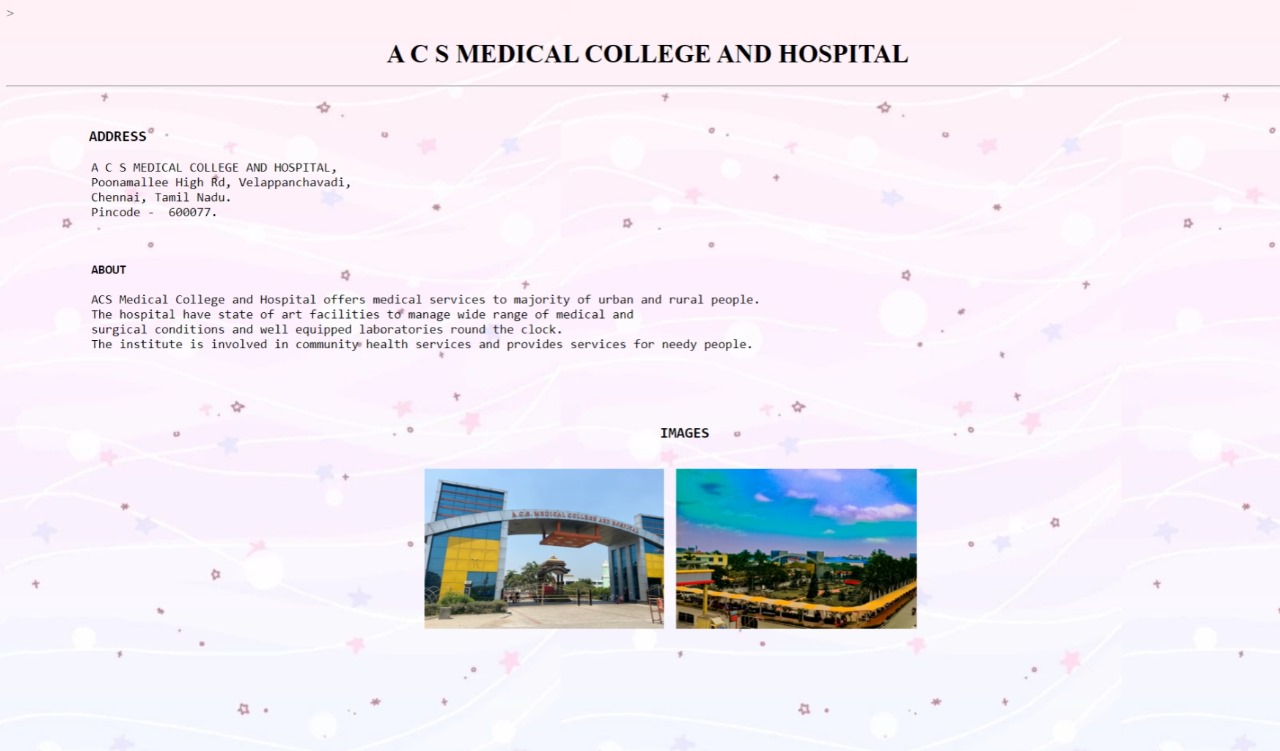 >
A C S MEDICAL COLLEGE AND HOSPITAL
ADDRESS
A C S MEDICAL COLLEGE AND HOSPITAL,
Poonamallee High Rd, Velappanchavadi,
Chennai, Tamil Nadu.
Pincode -  600077.
ABOUT
ACS Medical College and Hospital offers medical services to majority of urban and rural people.
The hospital have state of art facilities to manage wide range of medical and
surgical conditions and well equipped laboratories round the clock.
The institute is involved in community health services and provides services for needy people.
IMAGES
A.C.S. MEDICAL COLLEGE AND HOSPITAL